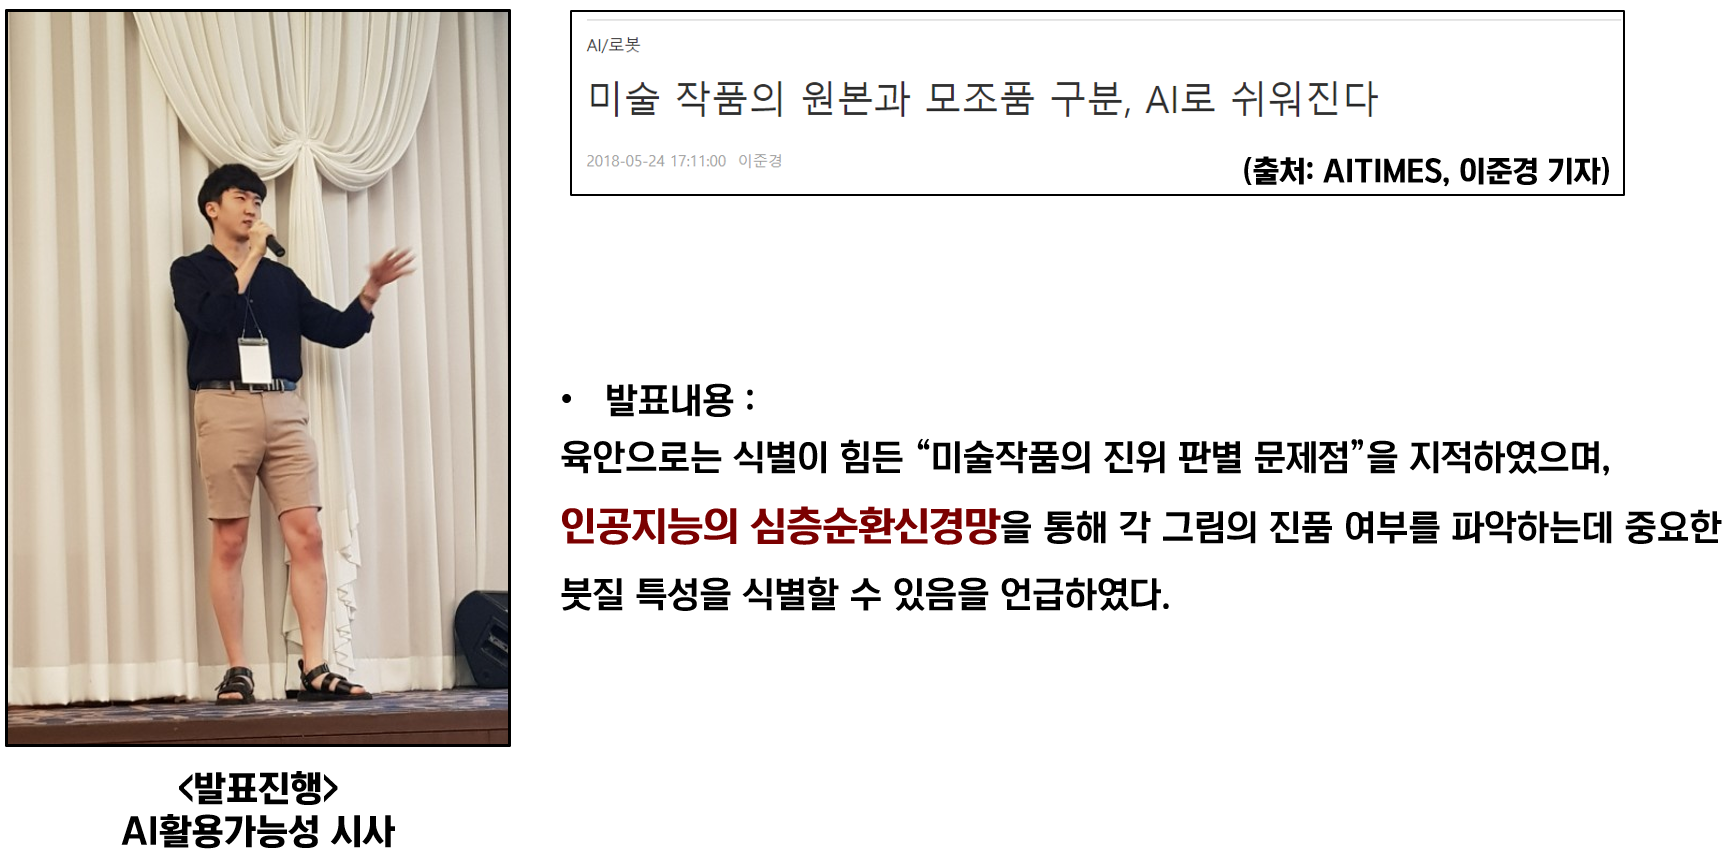 AI/로봇
미술 작품의 원본과 모조품 구분, AI로 쉬워진다
2018-05-24 17:11:00 이준경
(출처: AITIMES, 이준경 기자)
• 발표내용 :
육안으로는 식별이 힘든 “미술작품의 진위 판별 문제점”을 지적하였으며,
인공지능의 심층순환신경망을 통해 각 그림의 진품 여부를 파악하는데 중요한
붓질 특성을 식별할 수 있음을 언급하였다.
<발표진행>
AI활용가능성 시사